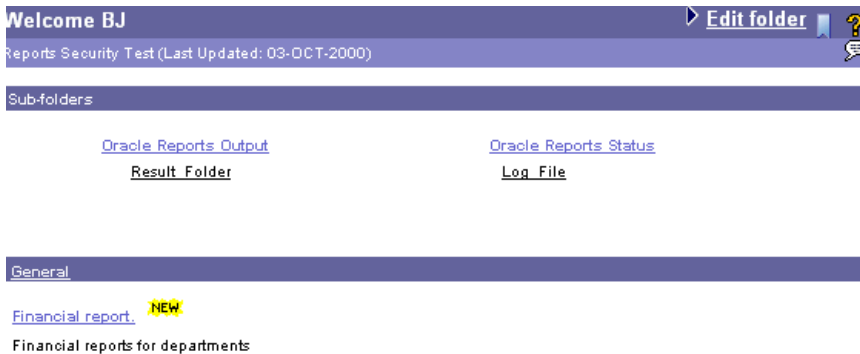 Welcome BJ
Edit folder
Reports Security Test (Last Updated: 03-OCT-2000)
Sub-folders
Oracle Reports Output
Oracle Reports Status
Result Folder
Log File
General
Financial report.
NEW
Financial reports for departments